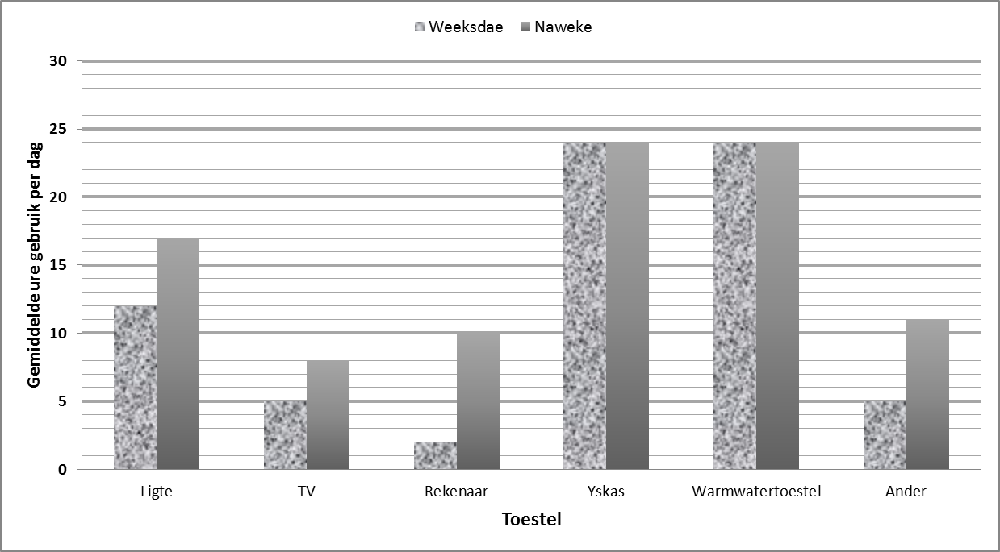 Weeksdae Naweke
Gemiddelde ure gebruik per dag
30
25
20
15
10
5
0
Ligte TV Rekenaar Yskas Warmwatertoestel Ander
Toestel